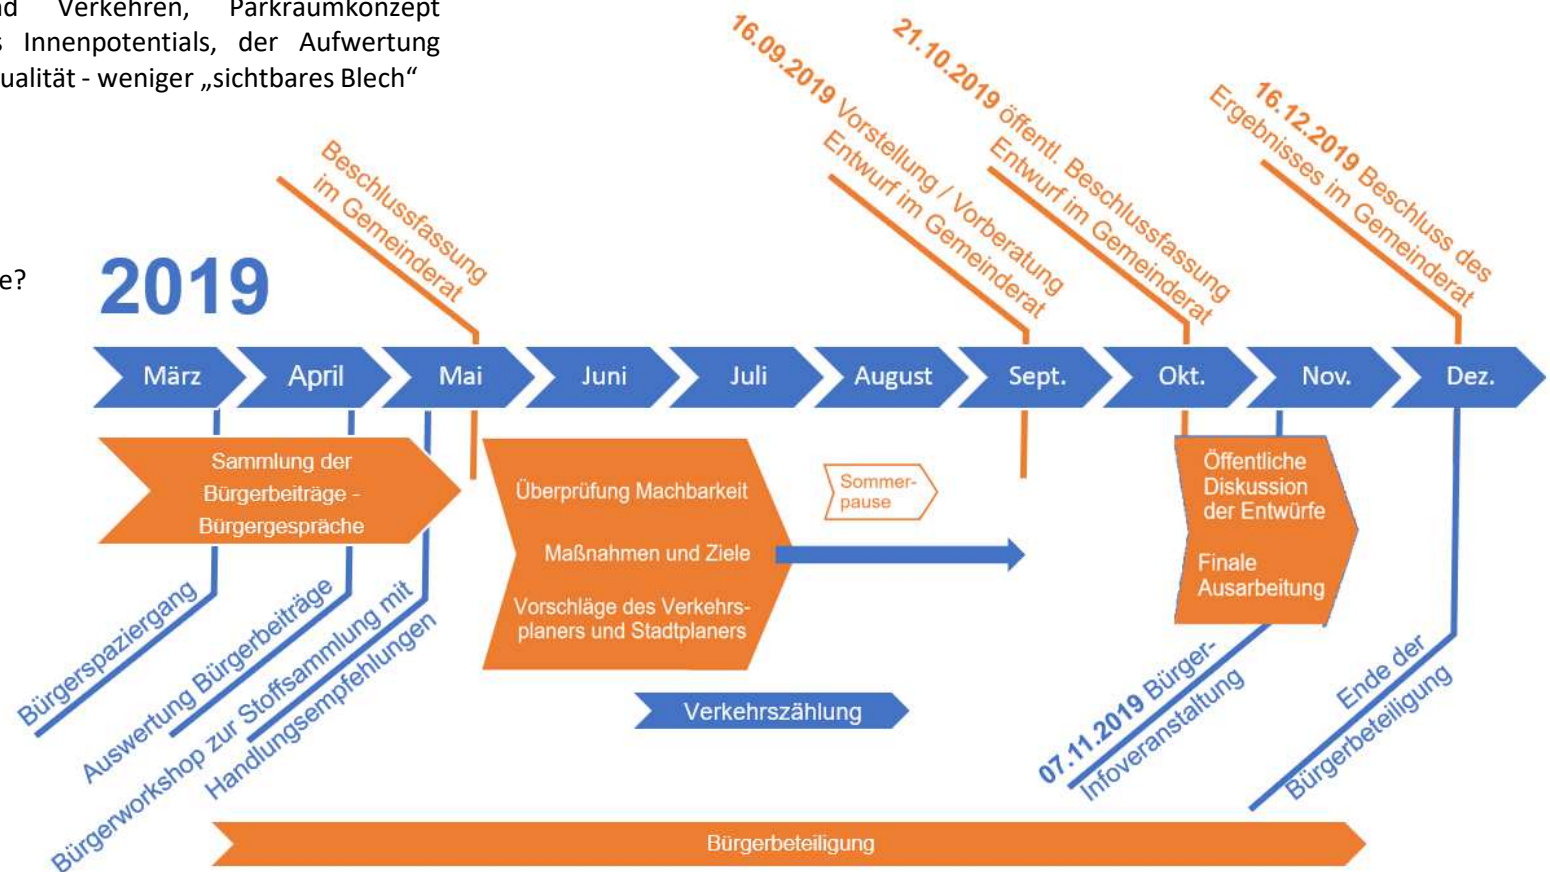 nd Verkehren, Parkraumkonzept
s Innenpotentials, der Aufwertung
ualität - weniger „sichtbares Blech“
e?
2019
Beschlussfassung
im Gemeinderat
16.09.2019 Vorstellung / Vorberatung
Entwurf im Gemeinderat
21.10.2019 öffentl. Beschlussfassung
Entwurf im Gemeinderat
16.12.2019 Beschluss des
Ergebnisses im Gemeinderat
März
April
Mai
Juni
Juli
August
Sept.
Okt.
Nov.
Dez.
Sammlung der
Bürgerbeiträge -
Bürgergespräche
Überprüfung Machbarkeit
Maßnahmen und Ziele
Vorschläge des Verkehrs-
planers und Stadtplaners
Sommer-
pause
Öffentliche
Diskussion
der Entwürfe
Finale
Ausarbeitung
Bürgerspaziergang
Auswertung Bürgerbeiträge
Bürgerworkshop zur Stoffsammlung mit
Handlungsempfehlungen
Verkehrszählung
07.11.2019 Bürger-
Infoveranstaltung
Ende der
Bürgerbeteiligung
Bürgerbeteiligung